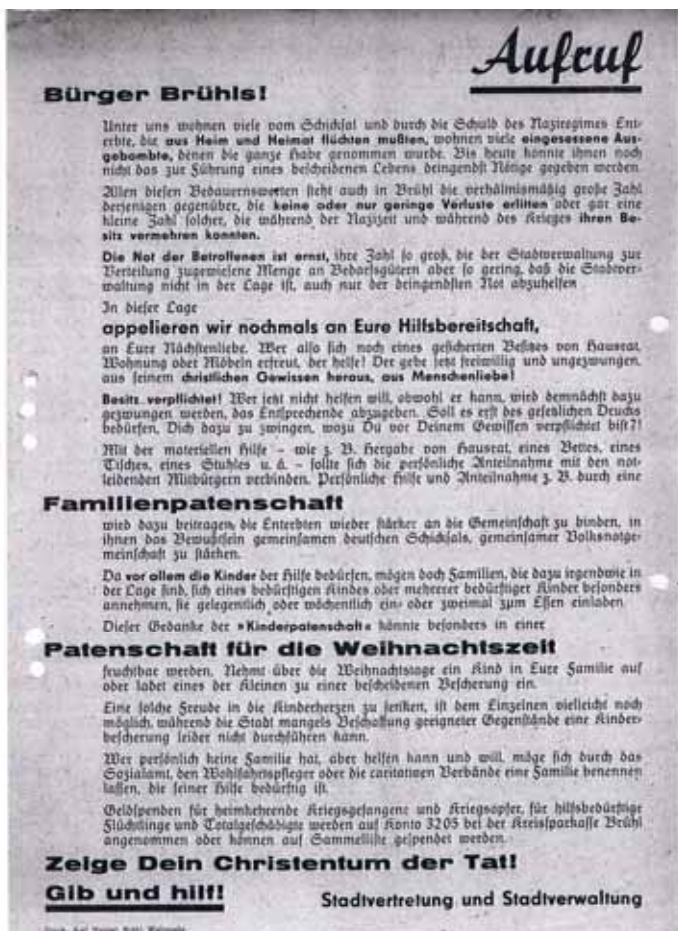 Aufruf
Bürger Brühls!
Unter uns wohnen viele vom Schicksal und durch die Schuld des Naziregimes Ent-
erbte, die aus Heim und Heimat flüchten mußten, wohnen viele eingesessene Aus-
gebombte, denen die ganze Habe genommen wurde. Bis heute konnte ihnen noch
nicht das zur Führung eines bescheidenen Lebens dringendst Nötige gegeben werden.
Allen diesen Bedauernswerten steht auch in Brühl die verhältnismäßig große Zahl
derjenigen gegenüber, die keine oder nur geringe Verluste erlitten oder gar eine
kleine Zahl solcher, die während der Nazizeit und während des Krieges ihren Be-
sitz vermehren konnten.
Die Not der Betroffenen ist ernst, ihre Zahl so groß, die der Stadtverwaltung zur
Verteilung zugewiesene Menge an Bedarfsgütern aber so gering, daß die Stadtver-
waltung nicht in der Lage ist, auch nur der dringendsten Not abzuhelfen
In dieser Lage
appelieren wir nochmals an Eure Hilfsbereitschaft,
an Eure Nächstenliebe. Wer also sich noch eines gesicherten Besitzes von Hausrat,
Wohnung oder Möbeln erfreut, der helfe! Der gebe jetzt freiwillig und ungezwungen,
aus seinem christlichen Gewissen heraus, aus Menschenliebe!
Besitz verpflichtet! Wer jetzt nicht helfen will, obwohl er kann, wird demnächst dazu
gezwungen werden, das Entsprechende abzugeben. Soll es erst des gesetzlichen Drucks
bedürfen, Dich dazu zu zwingen, wozu Du vor Deinem Gewissen verpflichtet bist?!
Mit der materiellen Hilfe - wie z. B. Hergabe von Hausrat, eines Bettes, eines
Tisches, eines Stuhles u. ä. - sollte sich die persönliche Anteilnahme mit den not-
leidenden Mitbürgern verbinden. Persönliche Hilfe und Anteilnahme z. B. durch eine
Familienpatenschaft
wird dazu beitragen, die Enterbten wieder stärker an die Gemeinschaft zu binden, in
ihnen das Bewußtsein gemeinsamen deutschen Schicksals, gemeinsamer Volksnotge-
meinschaft zu stärken.
Da vor allem die Kinder der Hilfe bedürfen, mögen doch Familien, die dazu irgendwie in
der Lage sind, sich eines bedürftigen Kindes oder mehrerer bedürftiger Kinder besonders
annehmen, sie gelegentlich oder wöchentlich ein- oder zweimal zum Essen einladen
Dieser Gedanke der »Kinderpatenschaft« könnte besonders in einer
Patenschaft für die Weihnachtszeit
fruchtbar werden. Nehmt über die Weihnachtstage ein Kind in Eure Familie auf
oder ladet eines der Kleinen zu einer bescheidenen Bescherung ein.
Eine solche Freude in die Kinderherzen zu senken, ist dem Einzelnen vielleicht noch
möglich, während die Stadt mangels Beschaffung geeigneter Gegenstände eine Kinder-
bescherung leider nicht durchführen kann.
Wer persönlich keine Familie hat, aber helfen kann und will, möge sich durch das
Sozialamt, den Wohlfahrtspfleger oder die caritativen Verbände eine Familie benennen
lassen, die seiner Hilfe bedürftig ist.
Geldspenden für heimkehrende Kriegsgefangene und Kriegsopfer, für hilfsbedürftige
Flüchtlinge und Totalgeschädigte werden auf Konto 3205 bei der Kreissparkasse Brühl
angenommen oder können auf Sammelliste gespendet werden.
Zeige Dein Christentum der Tat!
Gib und hilf!
Stadtvertretung und Stadtverwaltung